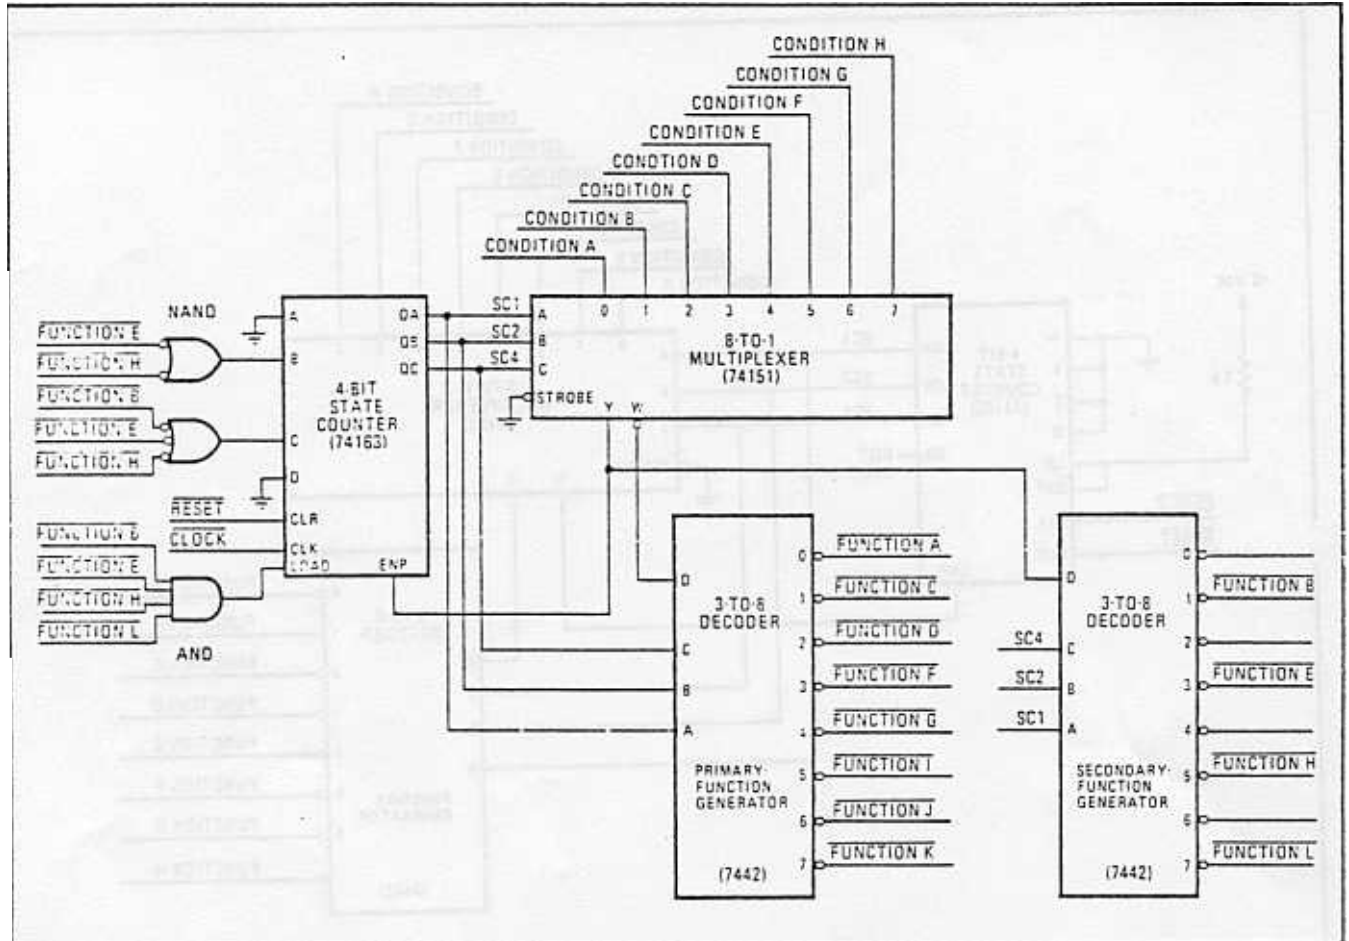 CONDITION H
CONDITION G
CONDITION F
CONDITION E
CONDTION D
CONDITION C
CONDITION B
CONDITION A
NAND
FUNCTION E
FUNCTION H
FUNCTION B
FUNCTION E
FUNCTION H
RESET
CLOCK
FUNCTION B
FUNCTION E
FUNCTION H
FUNCTION L
AND
A
B
C
D
CLR
CLK
LOAD
ENP
QA
QB
QC
4-BIT
STATE
COUNTER
(74163)
SC1
SC2
SC4
A
B
C
STROBE
0 1 2 3 4 5 6 7
8-TO-1
MULTIPLEXER
(74151)
Y W
D
C
B
A
3-TO-8
DECODER
PRIMARY-
FUNCTION
GENERATOR
(7442)
0 FUNCTION A
1 FUNCTION C
2 FUNCTION D
3 FUNCTION F
4 FUNCTION G
5 FUNCTION I
6 FUNCTION J
7 FUNCTION K
SC4
SC2
SC1
D
C
B
A
3-TO-8
DECODER
SECONDARY-
FUNCTION
GENERATOR
(7442)
0
1 FUNCTION B
2
3 FUNCTION E
4
5 FUNCTION H
6
7 FUNCTION L